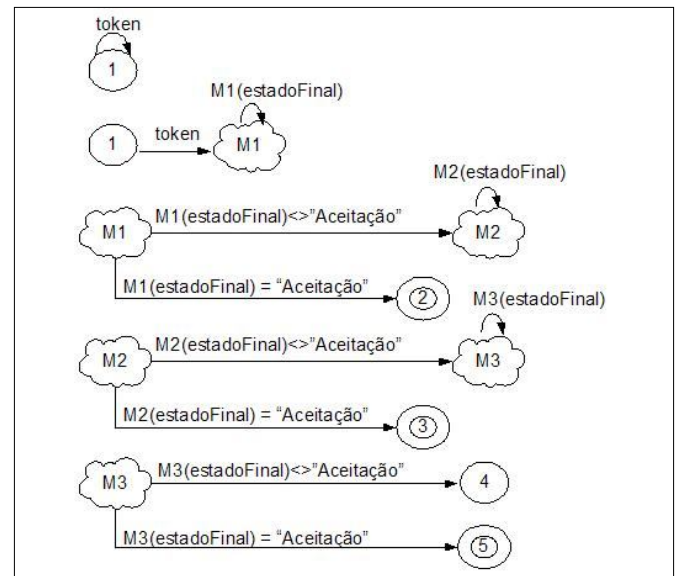 token
1
M1(estadoFinal)
1 token M1
M2(estadoFinal)
M1 M1(estadoFinal)<>"Aceitação" M2
M1(estadoFinal) = “Aceitação” 2
M3(estadoFinal)
M2 M2(estadoFinal)<>"Aceitação" M3
M2(estadoFinal) = “Aceitação” 3
M3 M3(estadoFinal)<>"Aceitação" 4
M3(estadoFinal) = “Aceitação” 5